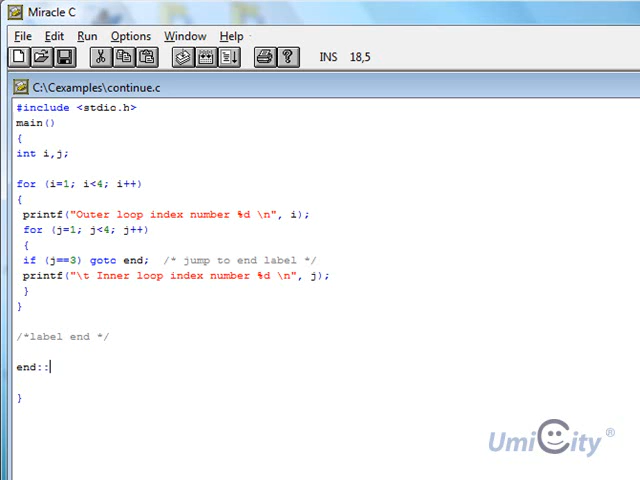 Miracle C
File Edit Run Options Window Help
INS 18,5
C:\Cexamples\continue.c
#include <stdio.h>
main()
{
int i,j;
for (i=1; i<4; i++)
{
printf("Outer loop index number %d \n", i);
for (j=1; j<4; j++)
{
if (j==3) goto end; /* jump to end label */
printf("\t Inner loop index number %d \n", j);
}
}
/*label end */
end::
}
UmiCity ®